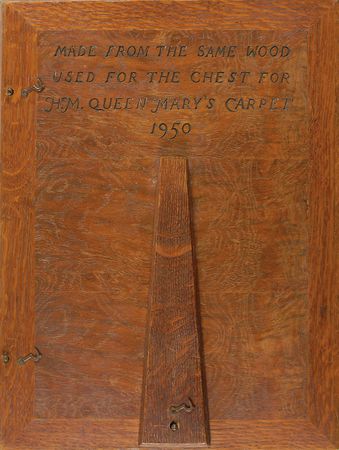 MADE FROM THE SAME WOOD
USED FOR THE CHEST FOR
H.M. QUEEN MARY'S CARPET
1950